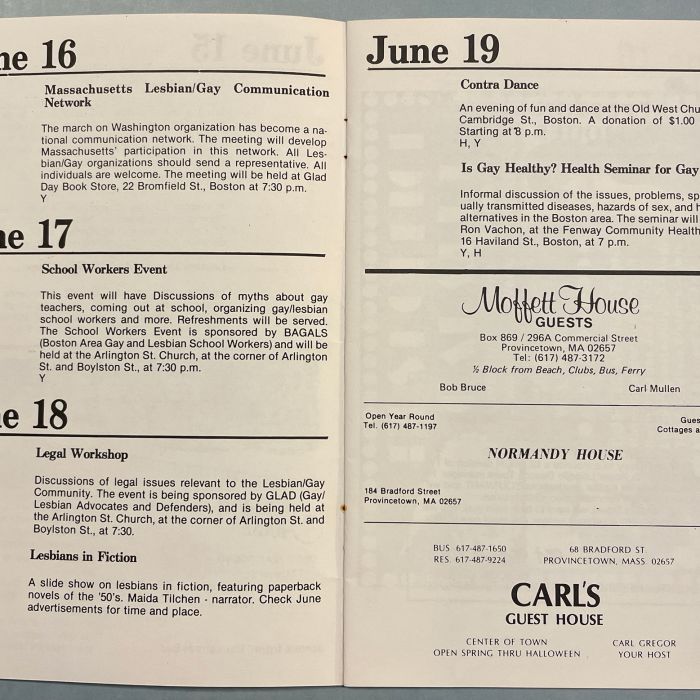 ne 16
Massachusetts Lesbian/Gay Communication
Network
The march on Washington organization has become a na-
tional communication network. The meeting will develop
Massachusetts' participation in this network. All Les-
bian/Gay organizations should send a representative. All
individuals are welcome. The meeting will be held at Glad
Day Book Store, 22 Bromfield St., Boston at 7:30 p.m.
Y
ne 17
School Workers Event
This event will have Discussions of myths about gay
teachers, coming out at school, organizing gay/lesbian
school workers and more. Refreshments will be served.
The School Workers Event is sponsored by BAGALS
(Boston Area Gay and Lesbian School Workers) and will be
held at the Arlington St. Church, at the corner of Arlington
St. and Boylston St., at 7:30 p.m.
Y
e 18
Legal Workshop
Discussions of legal issues relevant to the Lesbian/Gay
Community. The event is being sponsored by GLAD (Gay/
Lesbian Advocates and Defenders), and is being held at
the Arlington St. Church, at the corner of Arlington St. and
Boylston St., at 7:30.
Lesbians in Fiction
A slide show on lesbians in fiction, featuring paperback
novels of the '50's. Maida Tilchen - narrator. Check June
advertisements for time and place.
June 19
Contra Dance
An evening of fun and dance at the Old West Chu
Cambridge St., Boston. A donation of $1.00
Starting at 8 p.m.
H, Y
Is Gay Healthy? Health Seminar for Gay
Informal discussion of the issues, problems, sp
ually transmitted diseases, hazards of sex, and h
alternatives in the Boston area. The seminar will
Ron Vachon, at the Fenway Community Health
16 Haviland St., Boston, at 7 p.m.
Y, H
Moffett House
GUESTS
Box 869 / 296A Commercial Street
Provincetown, MA 02657
Tel: (617) 487-3172
½ Block from Beach, Clubs, Bus, Ferry
Bob Bruce Carl Mullen
Open Year Round Gues
Tel. (617) 487-1197 Cottages a
NORMANDY HOUSE
184 Bradford Street
Provincetown, MA 02657
BUS 617-487-1650 68 BRADFORD ST.
RES. 617-487-9224 PROVINCETOWN, MASS. 02657
CARL'S
GUEST HOUSE
CENTER OF TOWN CARL GREGOR
OPEN SPRING THRU HALLOWEEN YOUR HOST